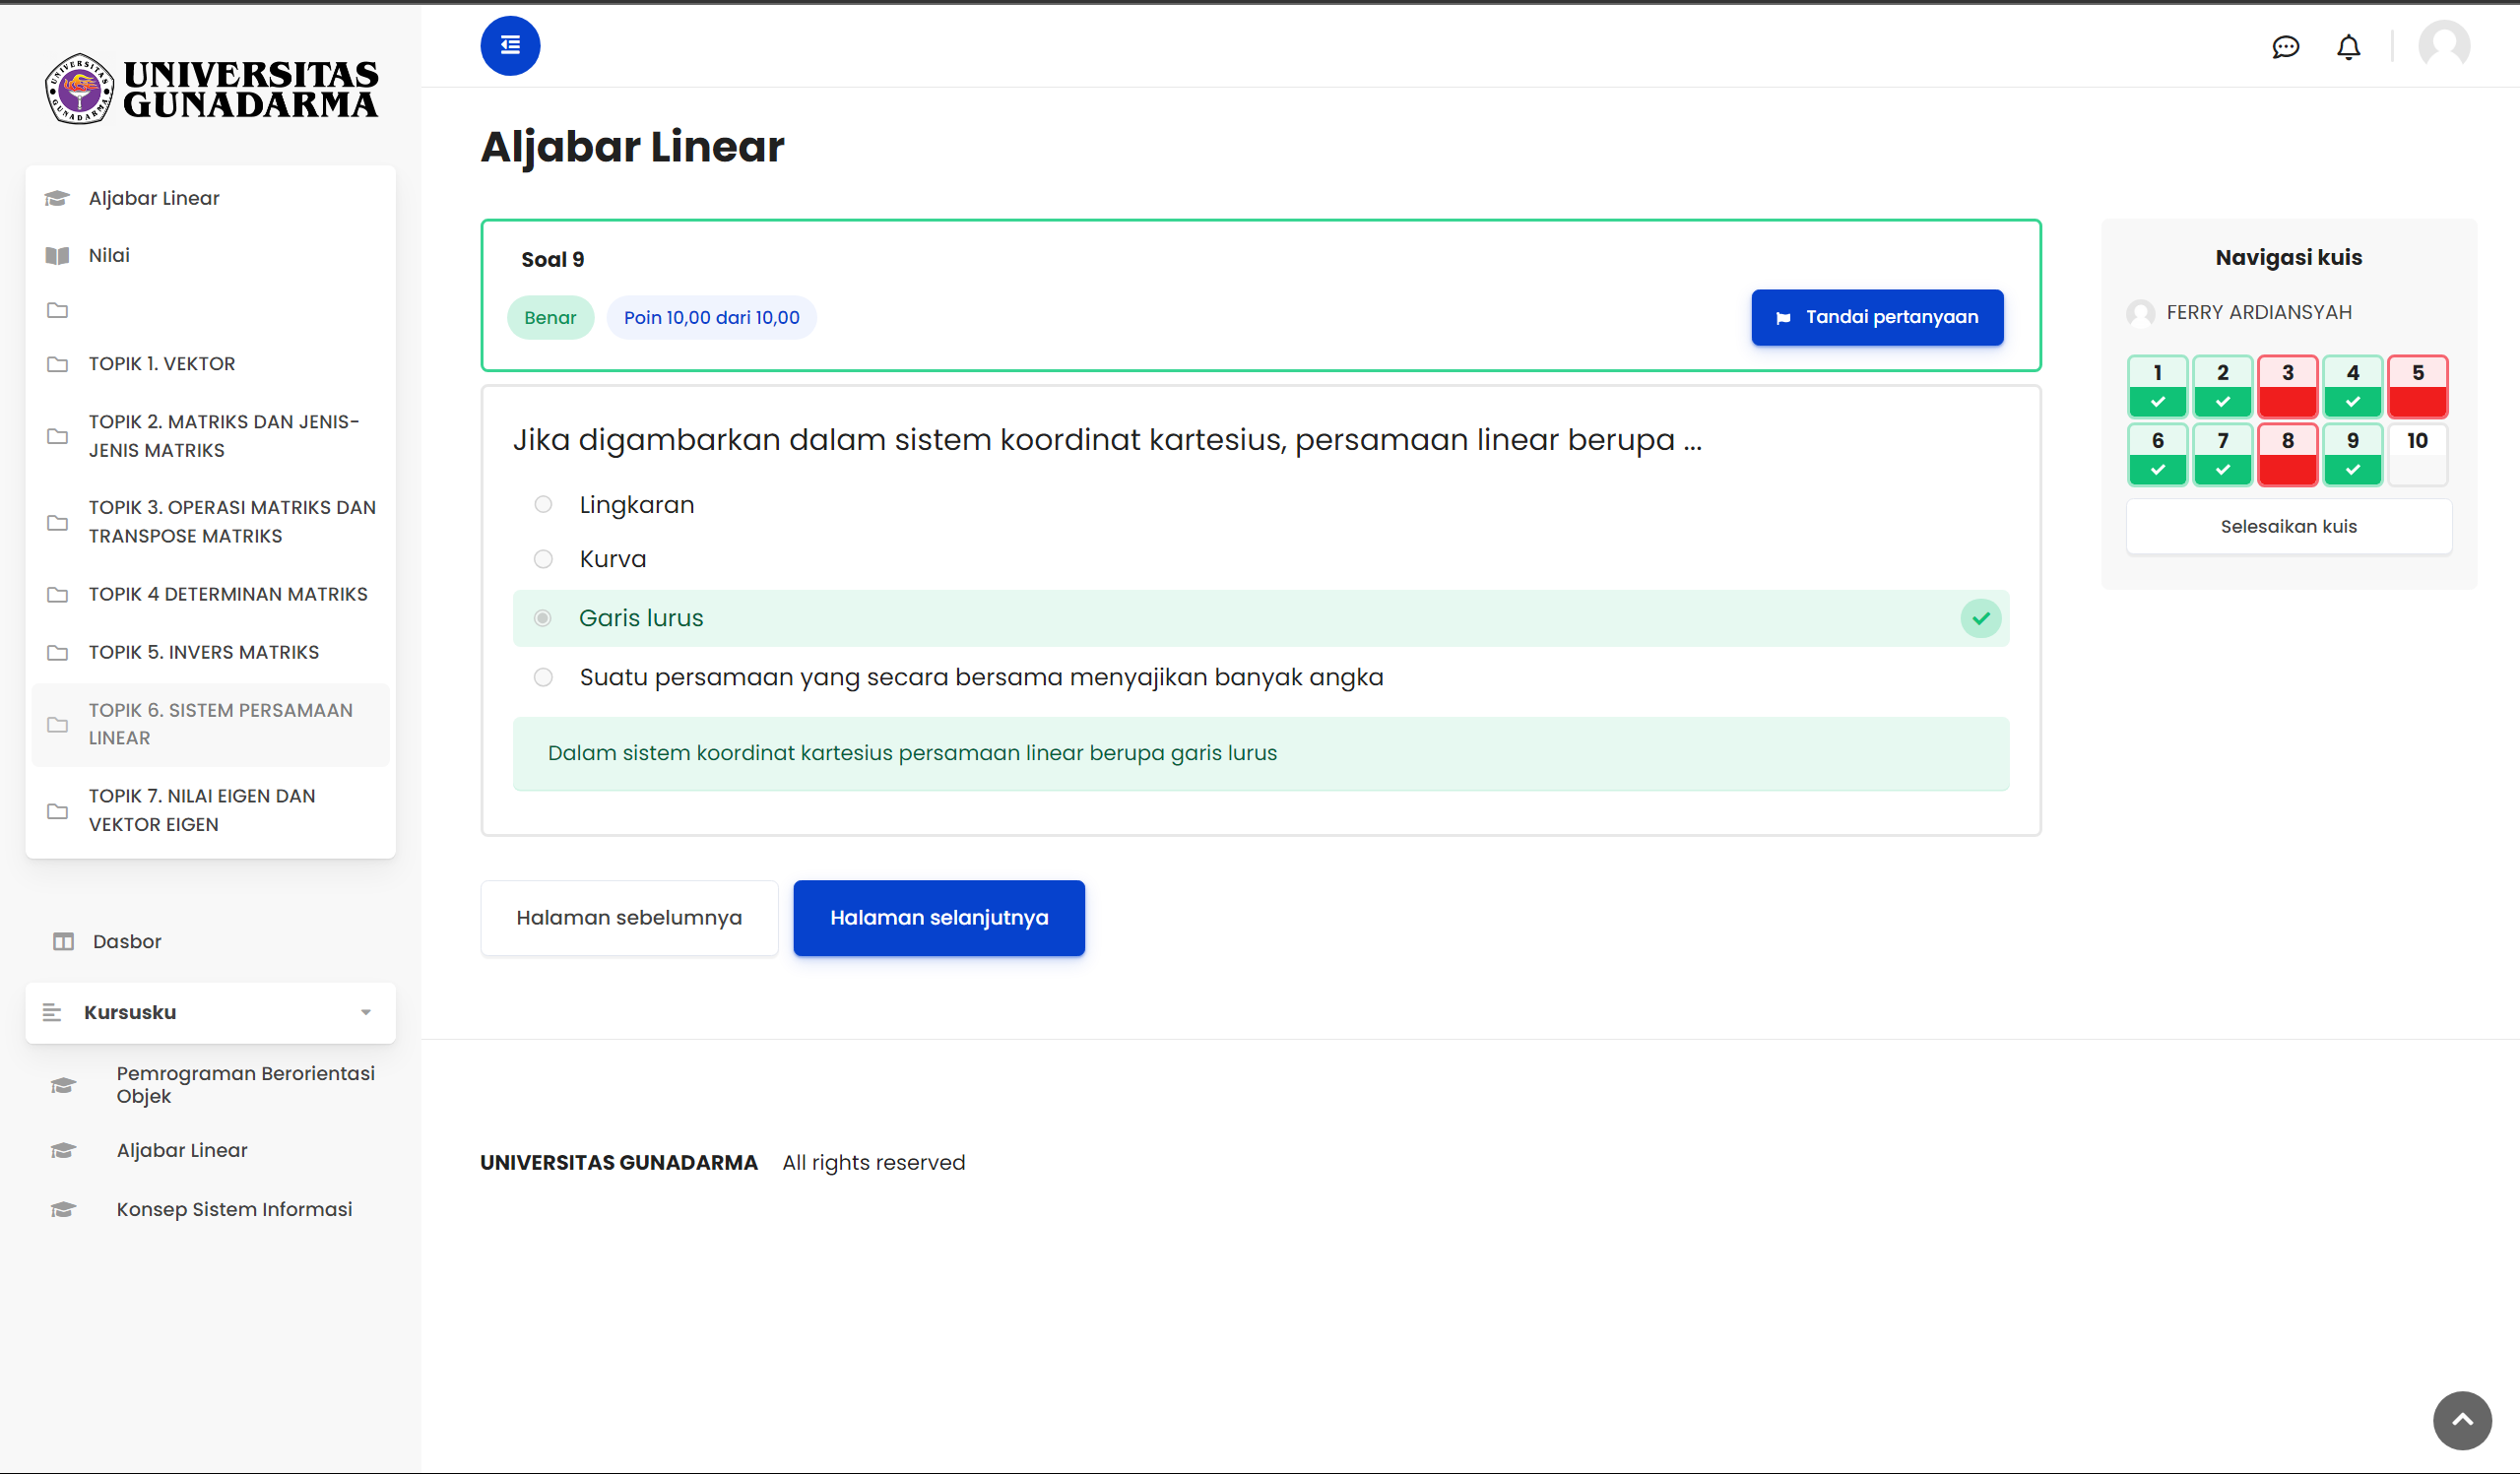 UNIVERSITAS
GUNADARMA
Aljabar Linear
Nilai
TOPIK 1. VEKTOR
TOPIK 2. MATRIKS DAN JENIS-
JENIS MATRIKS
TOPIK 3. OPERASI MATRIKS DAN
TRANSPOSE MATRIKS
TOPIK 4 DETERMINAN MATRIKS
TOPIK 5. INVERS MATRIKS
TOPIK 6. SISTEM PERSAMAAN
LINEAR
TOPIK 7. NILAI EIGEN DAN
VEKTOR EIGEN
Dasbor
Kursusku
Pemrograman Berorientasi
Objek
Aljabar Linear
Konsep Sistem Informasi
Aljabar Linear
Soal 9
Benar
Poin 10,00 dari 10,00
Tandai pertanyaan
Jika digambarkan dalam sistem koordinat kartesius, persamaan linear berupa ...
Lingkaran
Kurva
Garis lurus
Suatu persamaan yang secara bersama menyajikan banyak angka
Dalam sistem koordinat kartesius persamaan linear berupa garis lurus
Halaman sebelumnya
Halaman selanjutnya
Navigasi kuis
FERRY ARDIANSYAH
1 2 3 4 5
6 7 8 9 10
Selesaikan kuis
UNIVERSITAS GUNADARMA All rights reserved